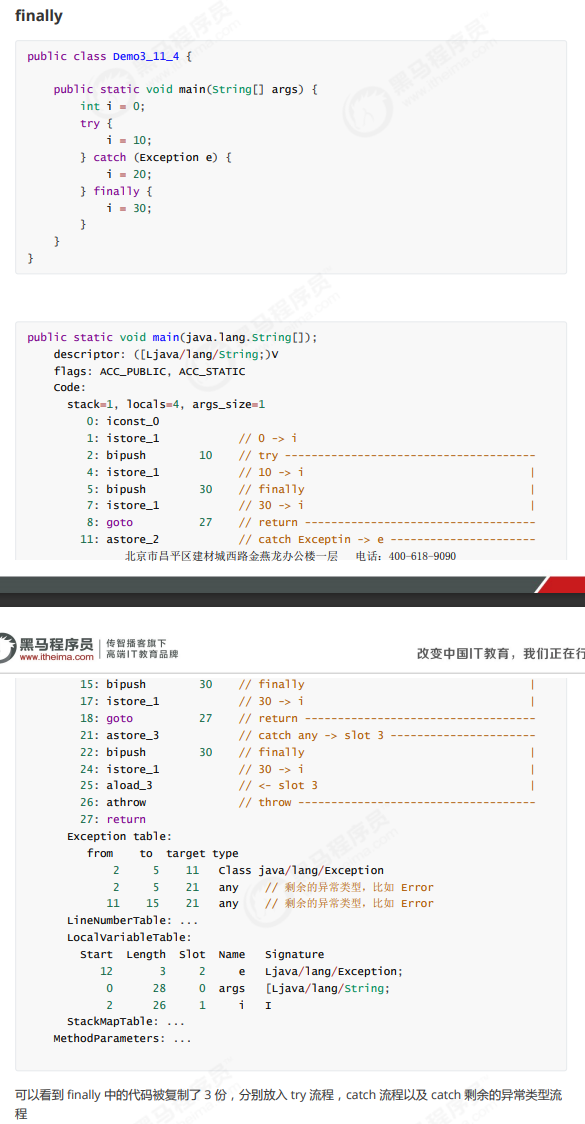 finally
public class Demo3_11_4 {
public static void main(String[] args) {
int i = 0;
try {
i = 10;
} catch (Exception e) {
i = 20;
} finally {
i = 30;
}
}
}
public static void main(java.lang.String[]);
descriptor: ([Ljava/lang/String;)V
flags: ACC_PUBLIC, ACC_STATIC
Code:
stack=1, locals=4, args_size=1
0: iconst_0
1: istore_1 // 0 -> i
2: bipush 10 // try --------------------------------------
4: istore_1 // 10 -> i |
5: bipush 30 // finally |
7: istore_1 // 30 -> i |
8: goto 27 // return -----------------------------------
11: astore_2 // catch Exceptin -> e ----------------------
北京市昌平区建材城西路金燕龙办公楼一层 电话：400-618-9090
黑马程序员 传智播客旗下
www.itheima.com 高端IT教育品牌
改变中国IT教育，我们正在行
15: bipush 30 // finally |
17: istore_1 // 30 -> i |
18: goto 27 // return -----------------------------------
21: astore_3 // catch any -> slot 3 ----------------------
22: bipush 30 // finally |
24: istore_1 // 30 -> i |
25: aload_3 // <- slot 3 |
26: athrow // throw ------------------------------------
27: return
Exception table:
from to target type
2 5 11 Class java/lang/Exception
2 5 21 any // 剩余的异常类型，比如 Error
11 15 21 any // 剩余的异常类型，比如 Error
LineNumberTable: ...
LocalVariableTable:
Start Length Slot Name Signature
12 3 2 e Ljava/lang/Exception;
0 28 0 args [Ljava/lang/String;
2 26 1 i I
StackMapTable: ...
MethodParameters: ...
可以看到 finally 中的代码被复制了 3 份，分别放入 try 流程，catch 流程以及 catch 剩余的异常类型流
程